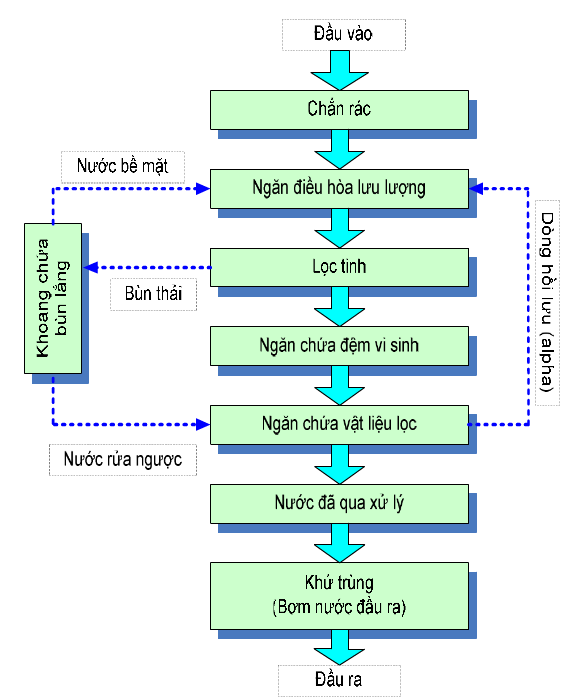 Đầu vào
Chắn rác
Nước bề mặt
Ngăn điều hòa lưu lượng
Dòng hồi lưu (alpha)
Khoang chứa
bùn lắng
Lọc tinh
Bùn thải
Ngăn chứa đệm vi sinh
Ngăn chứa vật liệu lọc
Nước rửa ngược
Nước đã qua xử lý
Khử trùng
(Bơm nước đầu ra)
Đầu ra